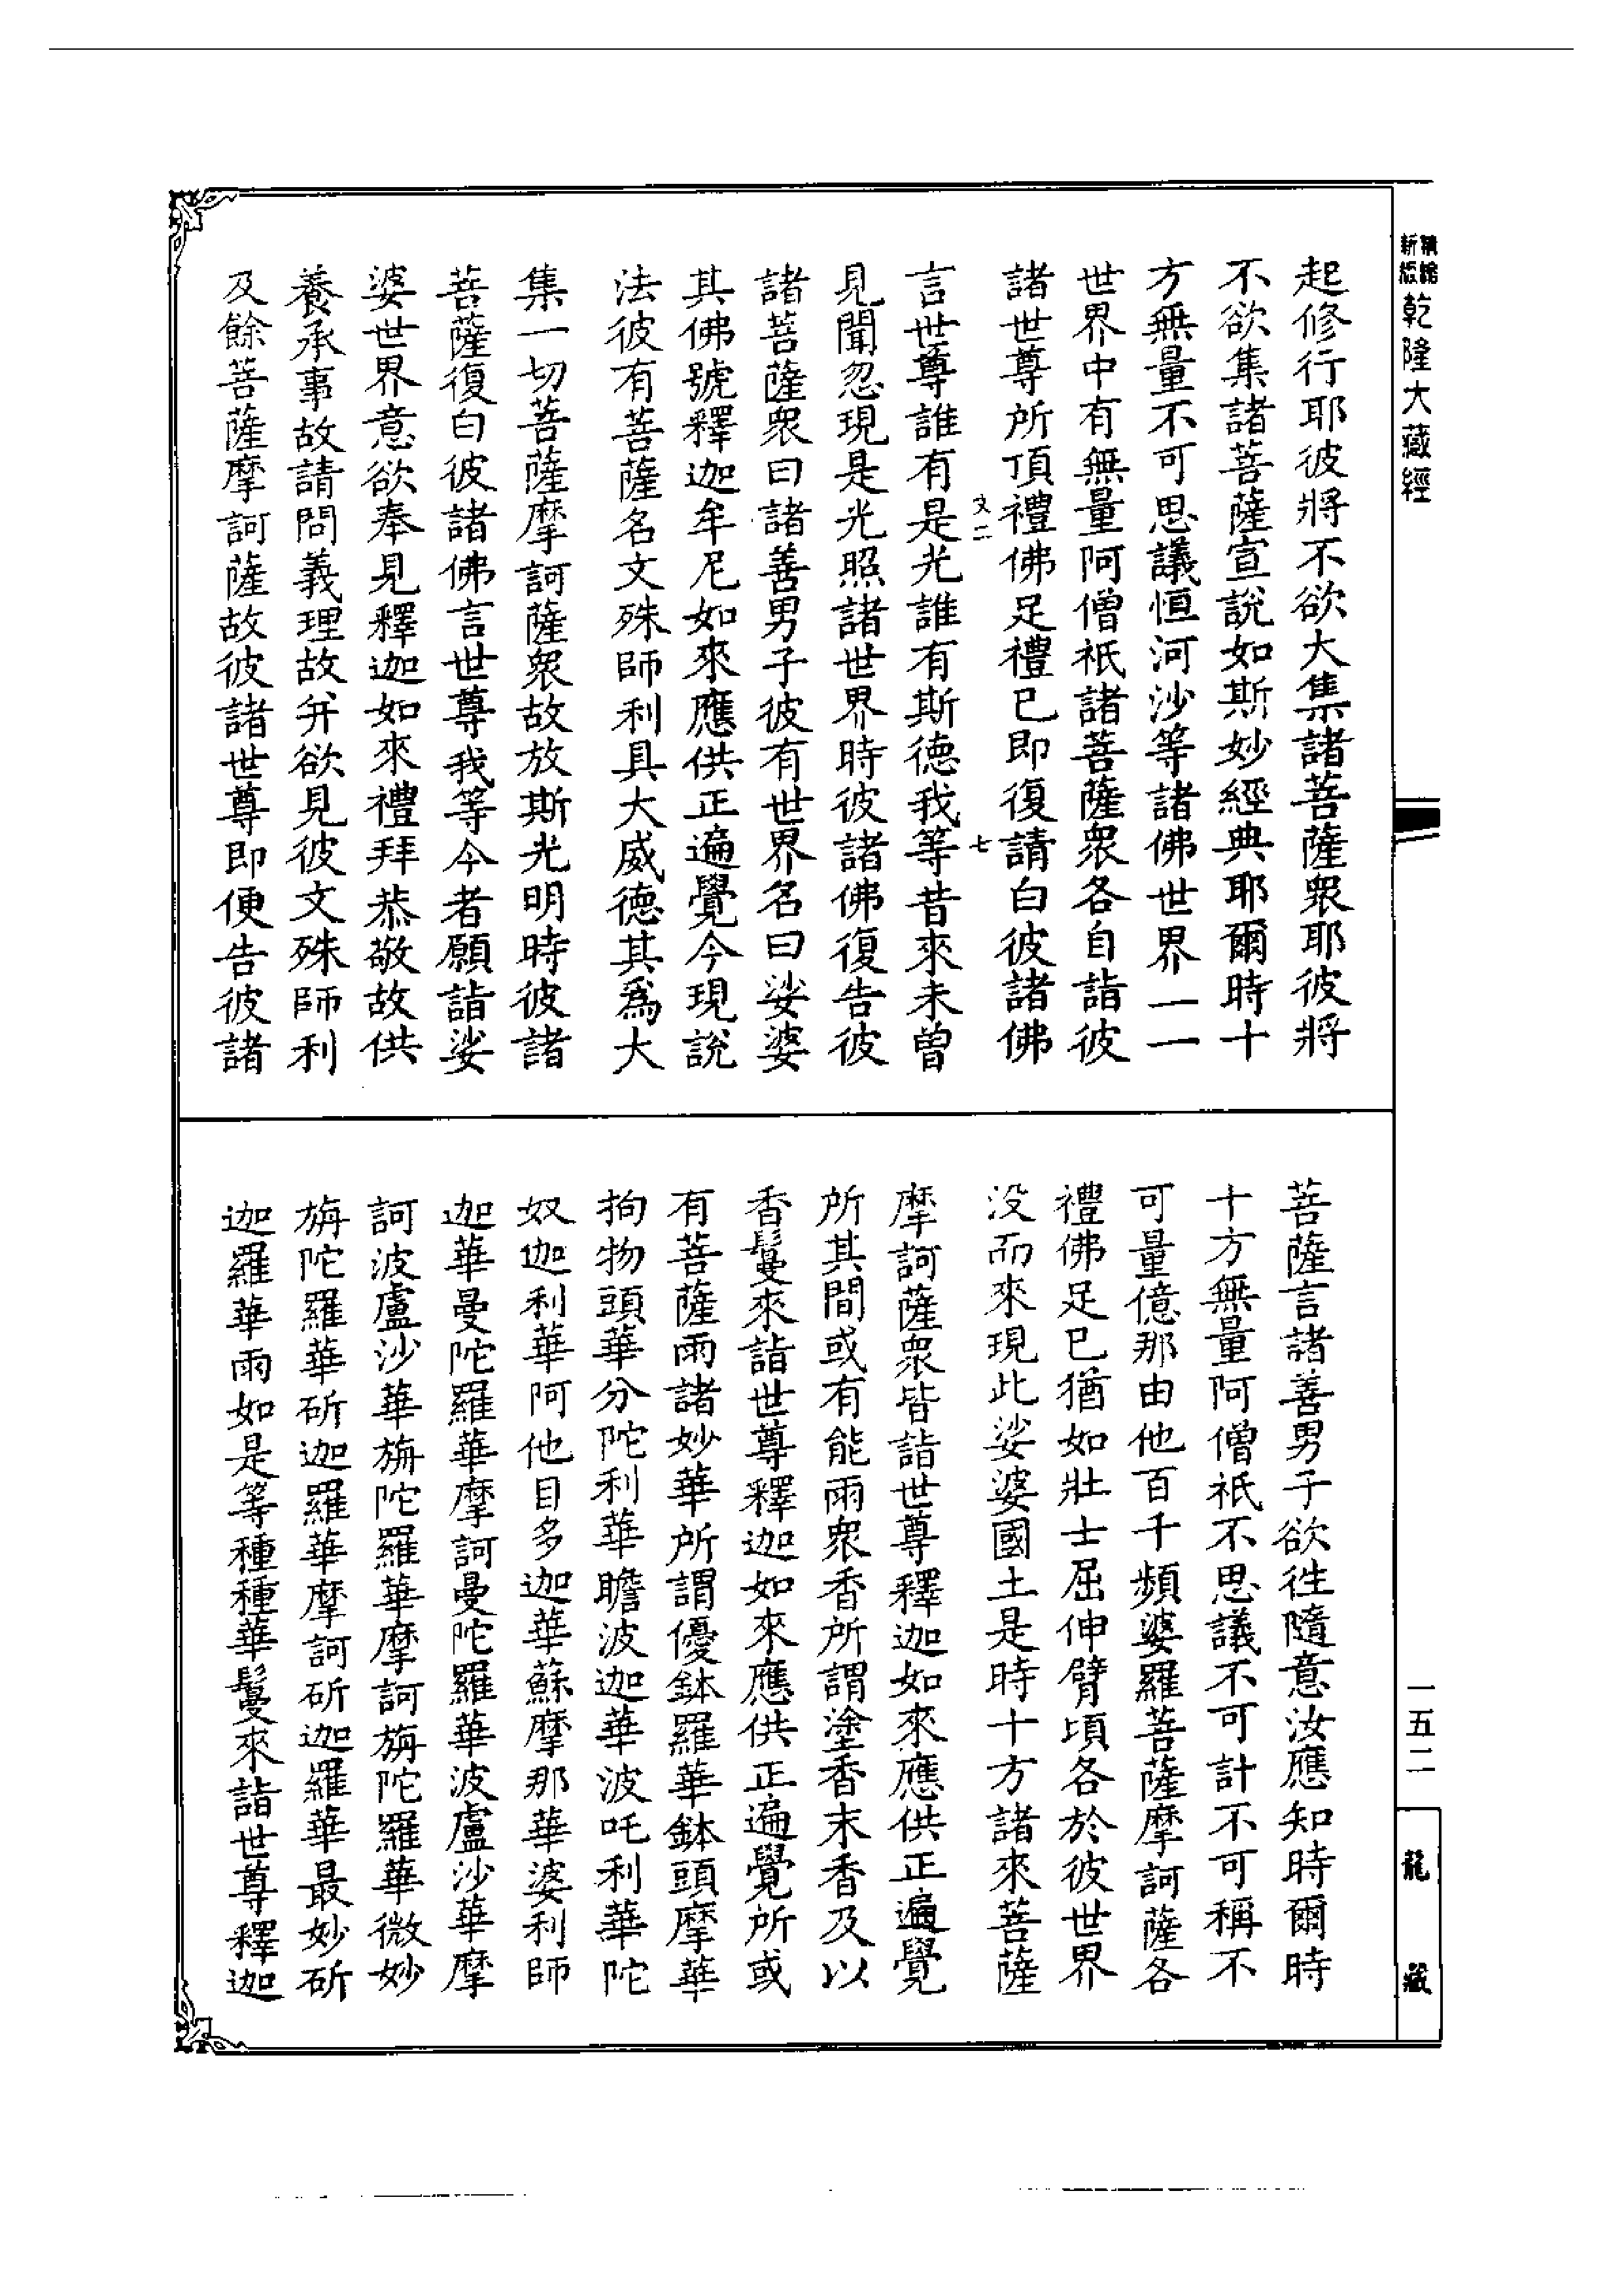 新編
縮
乾隆大藏經
起修行耶彼將不欲大集諸菩薩衆耶彼將
不欲集諸菩薩宣說如斯妙經典耶爾時十
方無量不可思議恒河沙等諸佛世界一一
世界中有無量阿僧祇諸菩薩衆各自詣彼
諸世尊所頂禮佛足禮已即復請白彼諸佛
文二
七
言世尊誰有是光誰有斯德我等昔來未曾
見聞忽現是光照諸世界時彼諸佛復告彼
諸菩薩衆曰諸善男子彼有世界名曰娑婆
其佛號釋迦牟尼如來應供正遍覺今現說
法彼有菩薩名文殊師利具大威德其爲大
集一切菩薩摩訶薩衆故放斯光明時彼諸
菩薩復白彼諸佛言世尊我等今者願詣娑
婆世界意欲奉見釋迦如來禮拜恭敬故供
養承事故請問義理故并欲見彼文殊師利
及餘菩薩摩訶薩故彼諸世尊即便告彼諸
菩薩言諸善男子欲往隨意汝應知時爾時
十方無量阿僧祇不思議不可計不可稱不
可量億那由他百千頻婆羅菩薩摩訶薩各
禮佛足已猶如壯士屈伸臂頃各於彼世界
没而來現此娑婆國土是時十方諸來菩薩
摩訶薩衆皆詣世尊釋迦如來應供正遍覺
所其間或有能雨衆香所謂塗香末香及以
香鬘來詣世尊釋迦如來應供正遍覺所或
有菩薩雨諸妙華所謂優鉢羅華鉢頭摩華
拘物頭華分陀利華瞻波迦華波吒利華陀
奴迦利華阿他目多迦華蘇摩那華婆利師
迦華曼陀羅華摩訶曼陀羅華波盧沙華摩
訶波盧沙華旃陀羅華摩訶旃陀羅華微妙
旃陀羅華斫迦羅華摩訶斫迦羅華最妙斫
迦羅華雨如是等種種華鬘來詣世尊釋迦
一五二
龍藏